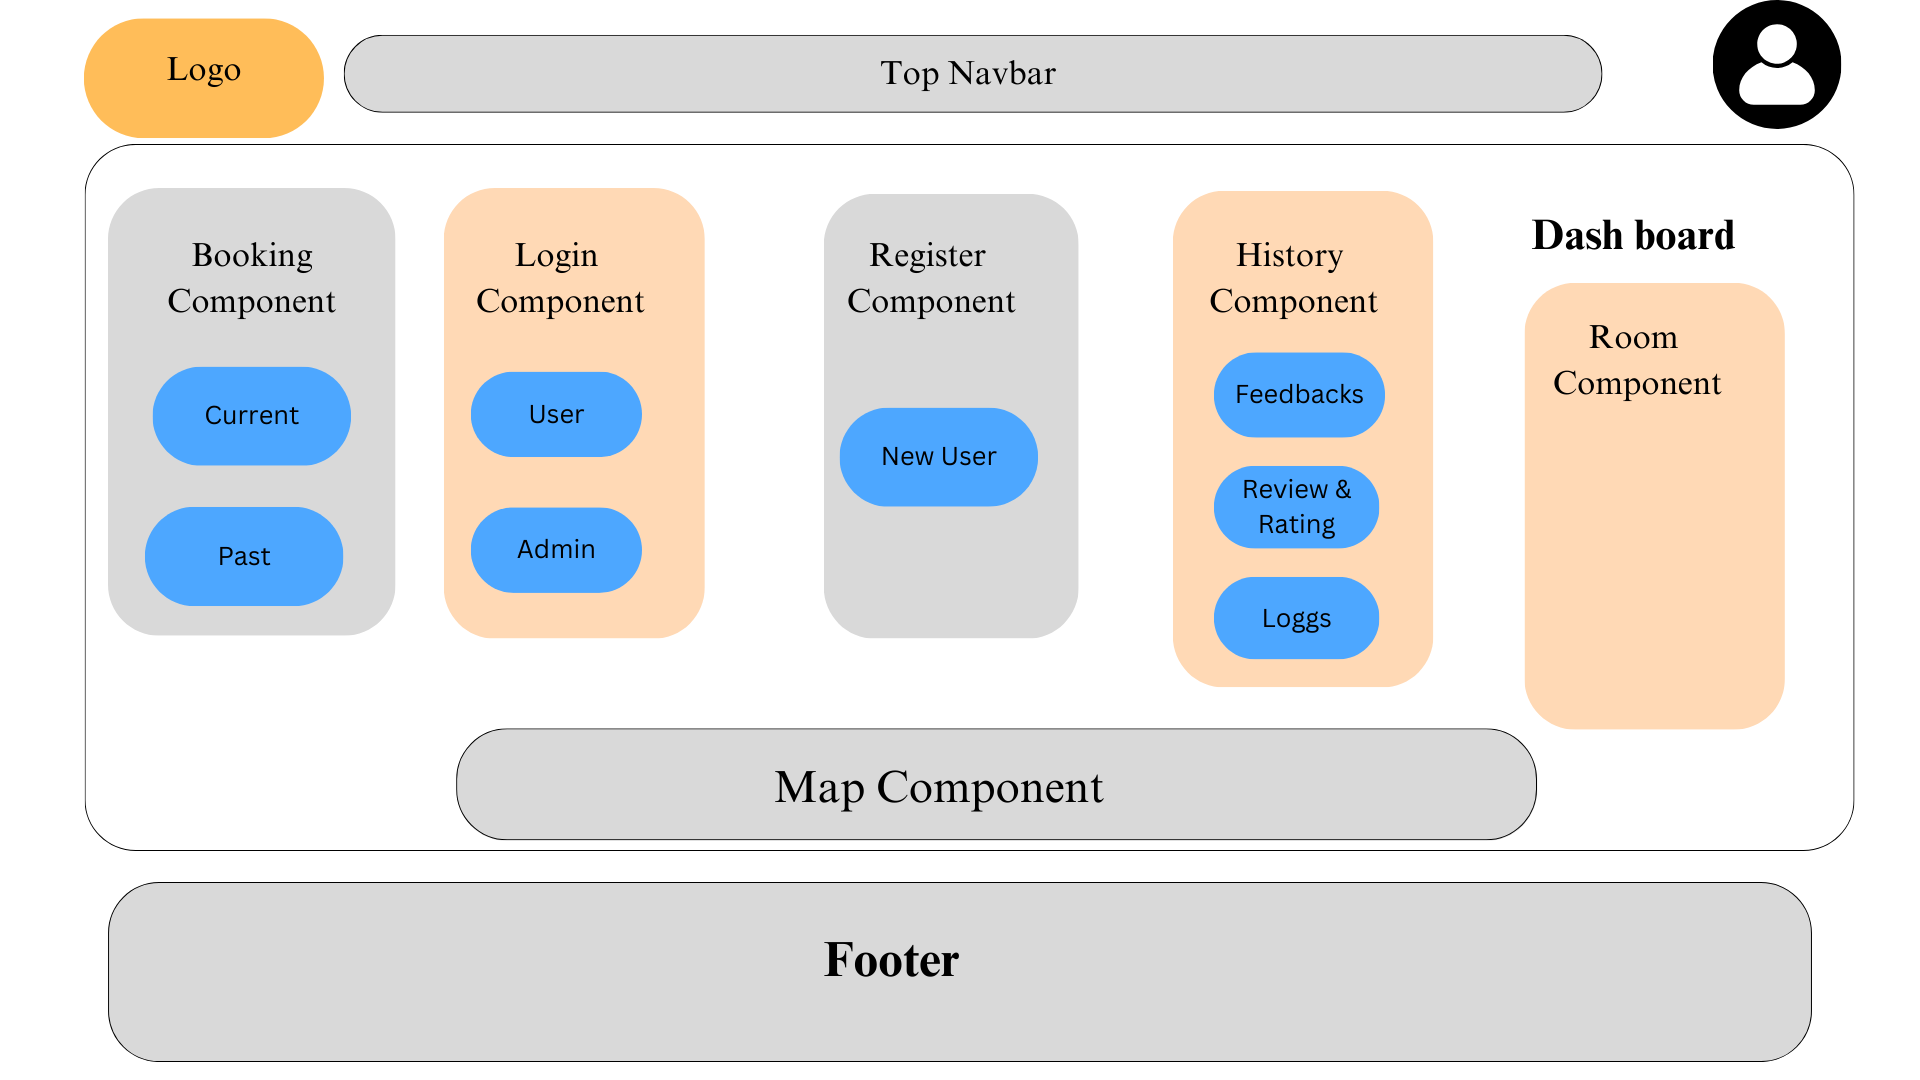 Logo
Top Navbar
Booking
Component
Current
Past
Login
Component
User
Admin
Register
Component
New User
History
Component
Feedbacks
Review &
Rating
Loggs
Dash board
Room
Component
Map Component
Footer